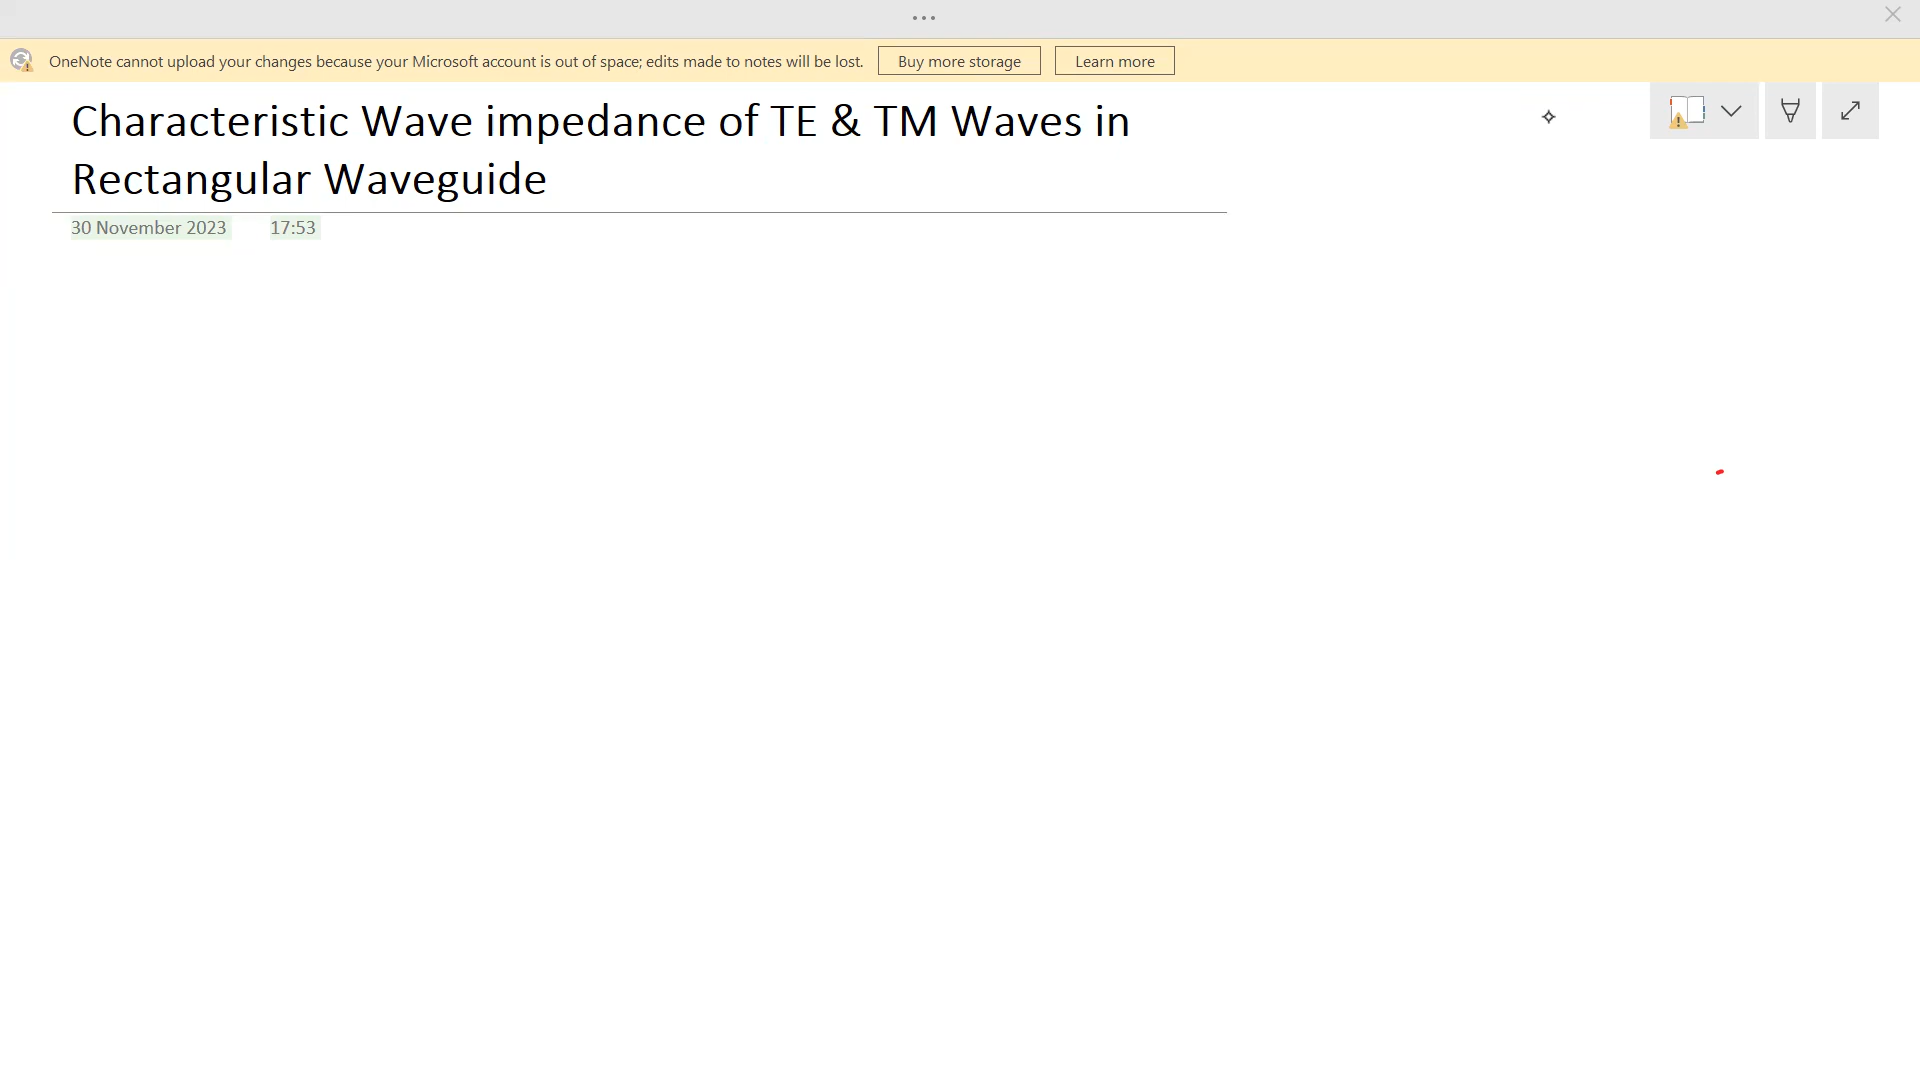 OneNote cannot upload your changes because your Microsoft account is out of space; edits made to notes will be lost. Buy more storage Learn more
Characteristic Wave impedance of TE & TM Waves in
Rectangular Waveguide
30 November 2023 17:53